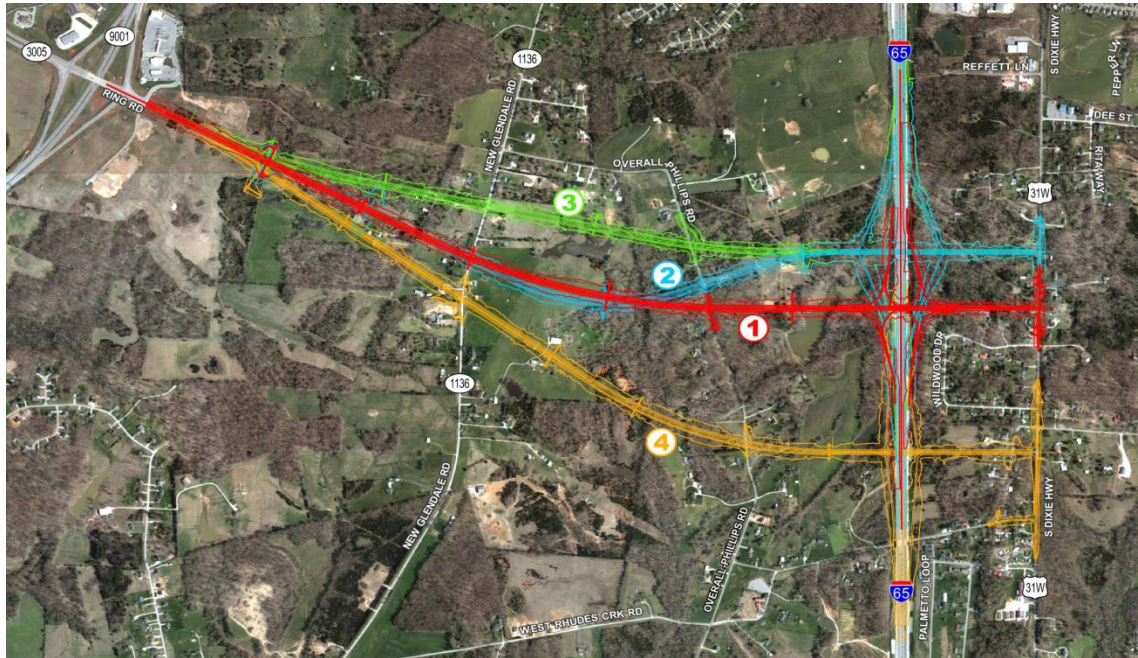 3005
9001
RING RD
1136
NEW GLENDALE RD
OVERALL PHILLIPS RD
65
REFFETT LN
S DIXIE HWY
PEPPER LN
DEE ST
RITA WAY
31W
3
2
1
WILDWOOD DR
4
1136
NEW GLENDALE RD
OVERALL-PHILLIPS RD
WEST RHUDES CRK RD
65
PALMETTO LOOP
S DIXIE HWY
31W